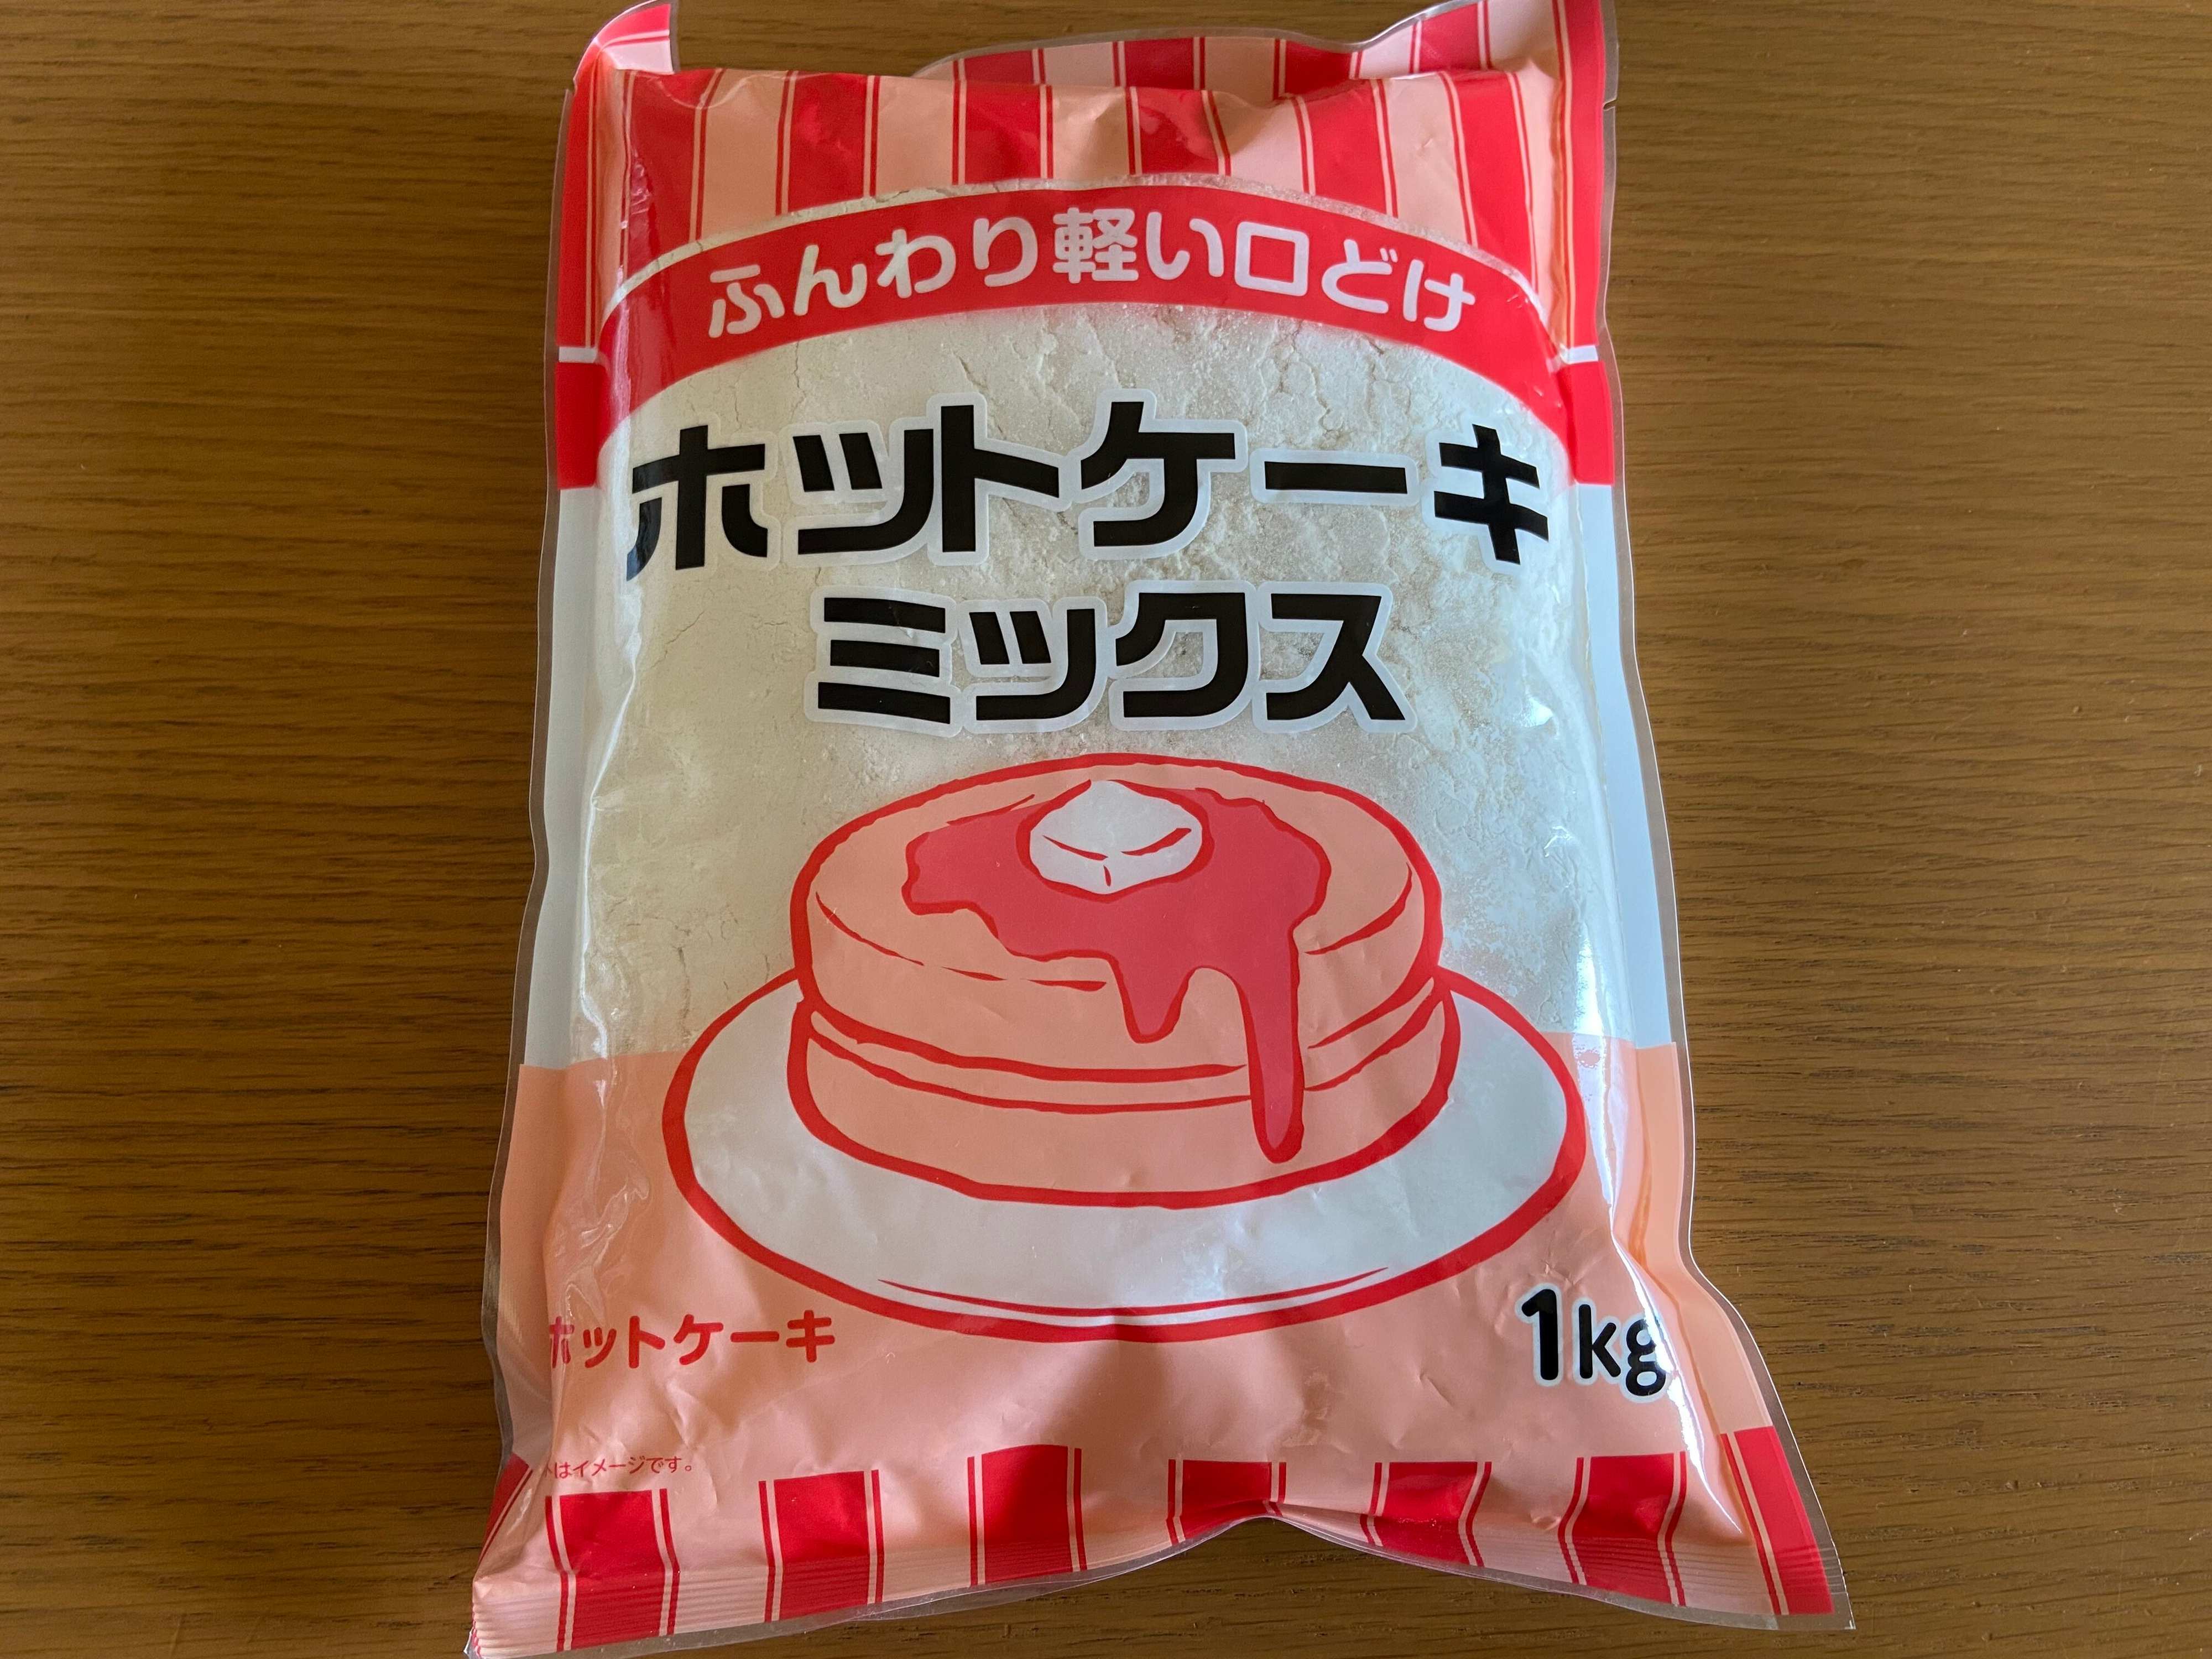 ふんわり軽い口どけ
ホットケーキ
ミックス
ホットケーキ
1kg
はイメージです。